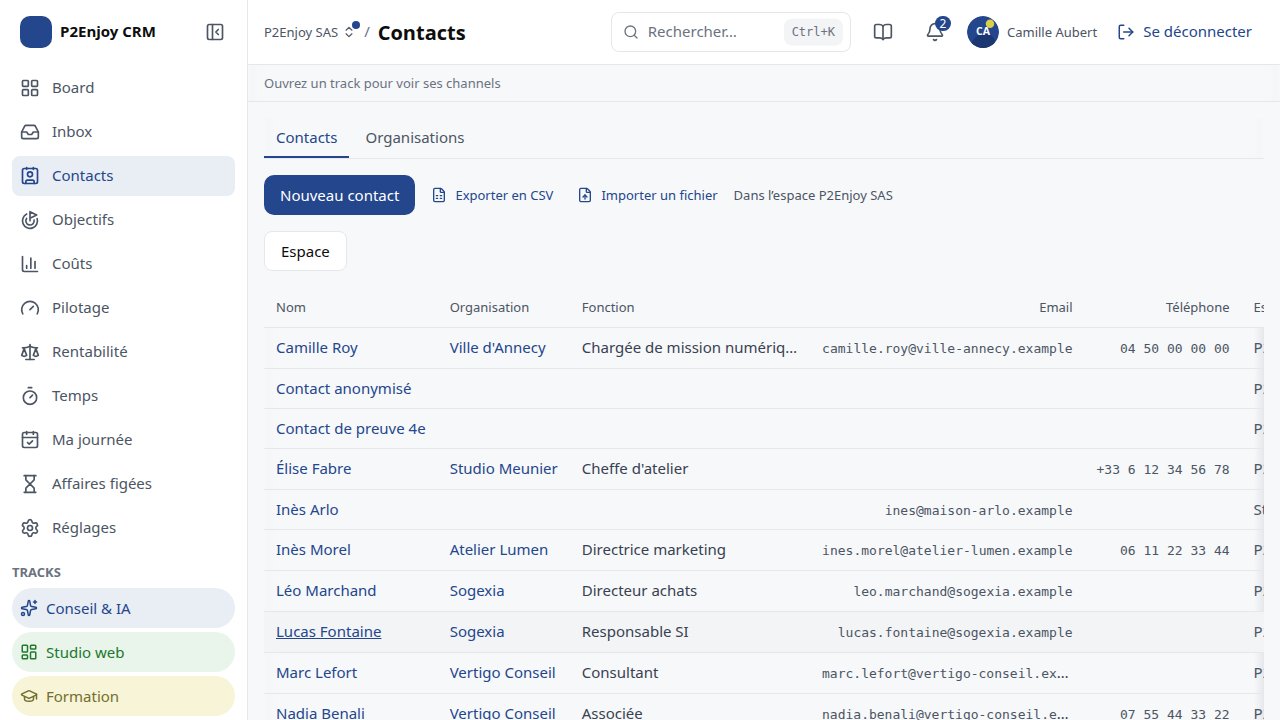 P2Enjoy CRM
P2Enjoy SAS / Contacts
Rechercher... Ctrl+K
2
CA Camille Aubert
Se déconnecter
Ouvrez un track pour voir ses channels
Board
Inbox
Contacts
Objectifs
Coûts
Pilotage
Rentabilité
Temps
Ma journée
Affaires figées
Réglages
TRACKS
Conseil & IA
Studio web
Formation
Contacts Organisations
Nouveau contact Exporter en CSV Importer un fichier Dans l'espace P2Enjoy SAS
Espace
Nom Organisation Fonction Email Téléphone
Camille Roy Ville d'Annecy Chargée de mission numériq... camille.roy@ville-annecy.example 04 50 00 00 00
Contact anonymisé
Contact de preuve 4e
Élise Fabre Studio Meunier Cheffe d'atelier +33 6 12 34 56 78
Inès Arlo ines@maison-arlo.example
Inès Morel Atelier Lumen Directrice marketing ines.morel@atelier-lumen.example 06 11 22 33 44
Léo Marchand Sogexia Directeur achats leo.marchand@sogexia.example
Lucas Fontaine Sogexia Responsable SI lucas.fontaine@sogexia.example
Marc Lefort Vertigo Conseil Consultant marc.lefort@vertigo-conseil.ex...
Nadia Benali Vertigo Conseil Associée nadia.benali@vertigo-conseil.e... 07 55 44 33 22